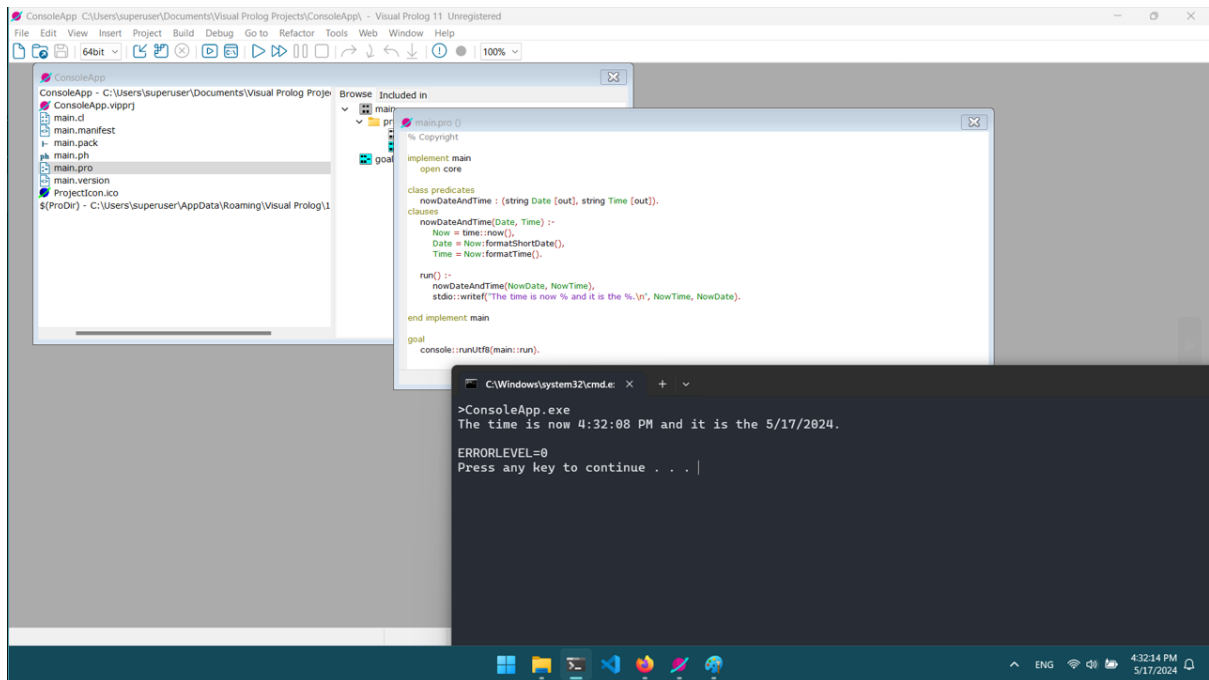 ConsoleApp C:\Users\superuser\Documents\Visual Prolog Projects\ConsoleApp\ - Visual Prolog 11 Unregistered
File Edit View Insert Project Build Debug Go to Refactor Tools Web Window Help
64bit
100%
ConsoleApp
ConsoleApp - C:\Users\superuser\Documents\Visual Prolog Proje
ConsoleApp.vipprj
main.cl
main.manifest
main.pack
ph main.ph
main.pro
main.version
ProjectIcon.ico
$(ProDir) - C:\Users\superuser\AppData\Roaming\Visual Prolog\1
Browse Included in
main
pr
goal
main.pro ()
% Copyright
implement main
open core
class predicates
nowDateAndTime : (string Date [out], string Time [out]).
clauses
nowDateAndTime(Date, Time) :-
Now = time::now(),
Date = Now:formatShortDate(),
Time = Now:formatTime().
run() :-
nowDateAndTime(NowDate, NowTime),
stdio::writef("The time is now % and it is the %.\n", NowTime, NowDate).
end implement main
goal
console::runUtf8(main::run).
C:\Windows\system32\cmd.e:
>ConsoleApp.exe
The time is now 4:32:08 PM and it is the 5/17/2024.
ERRORLEVEL=0
Press any key to continue . . .
ENG
4:32:14 PM
5/17/2024